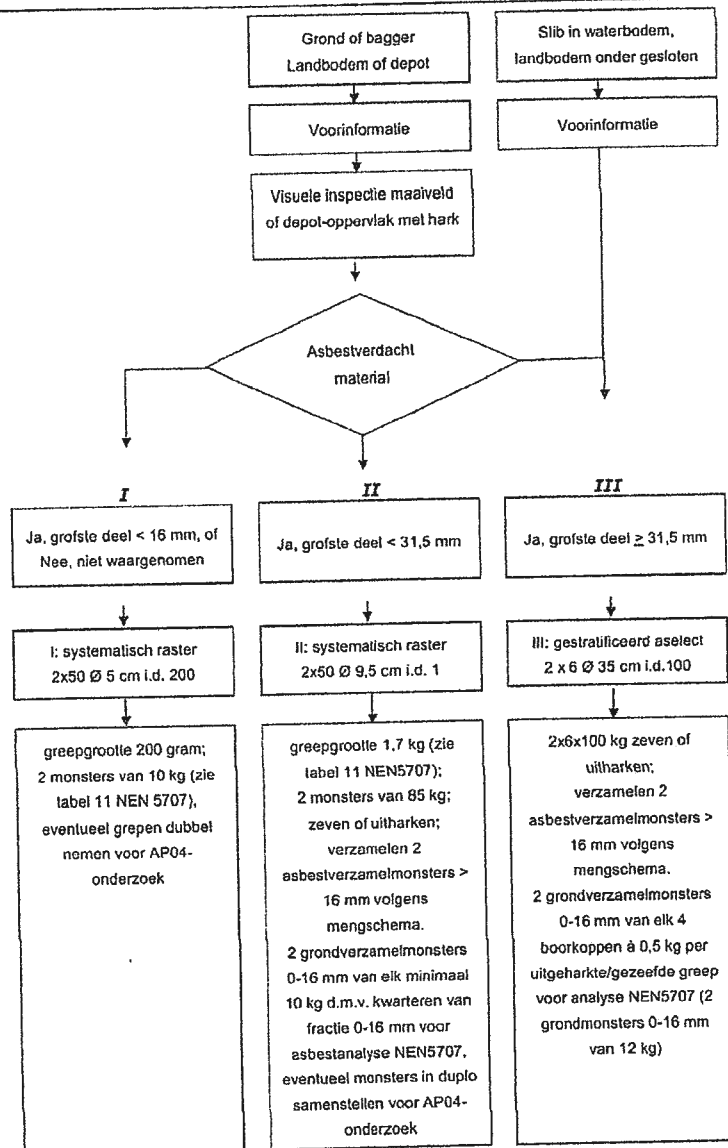 Grond of bagger
Landbodem of depot
Slib in waterbodem,
landbodem onder gesloten
Voorinformatie
Voorinformatie
Visuele inspectie maaiveld
of depot-oppervlak met hark
Asbestverdacht
material
I
Ja, grofste deel < 16 mm, of
Nee, niet waargenomen
I: systematisch raster
2x50 Ø 5 cm i.d. 200
greepgrootte 200 gram;
2 monsters van 10 kg (zie
tabel 11 NEN 5707),
eventueel grepen dubbel
nemen voor AP04-
onderzoek
II
Ja, grofste deel < 31,5 mm
II: systematisch raster
2x50 Ø 9,5 cm i.d. 1
greepgrootte 1,7 kg (zie
tabel 11 NEN5707);
2 monsters van 85 kg;
zeven of uitharken;
verzamelen 2
asbestverzamelmonsters >
16 mm volgens
mengschema.
2 grondverzamelmonsters
0-16 mm van elk minimaal
10 kg d.m.v. kwarteren van
fractie 0-16 mm voor
asbestanalyse NEN5707,
eventueel monsters in duplo
samenstellen voor AP04-
onderzoek
III
Ja, grofste deel ≥ 31,5 mm
III: gestratificeerd aselect
2 x 6 Ø 35 cm i.d.100
2x6x100 kg zeven of
uitharken;
verzamelen 2
asbestverzamelmonsters >
16 mm volgens
mengschema.
2 grondverzamelmonsters
0-16 mm van elk 4
boorkoppen à 0,5 kg per
uitgeharkte/gezeefde greep
voor analyse NEN5707 (2
grondmonsters 0-16 mm
van 12 kg)